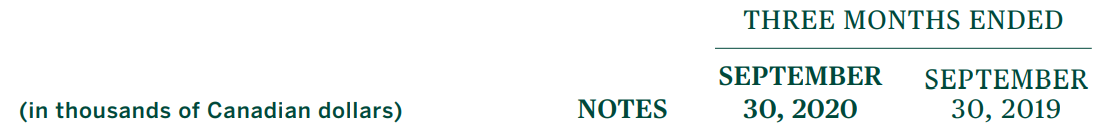 THREE MONTHS ENDED
SEPTEMBER SEPTEMBER
(in thousands of Canadian dollars) NOTES 30, 2020 30, 2019